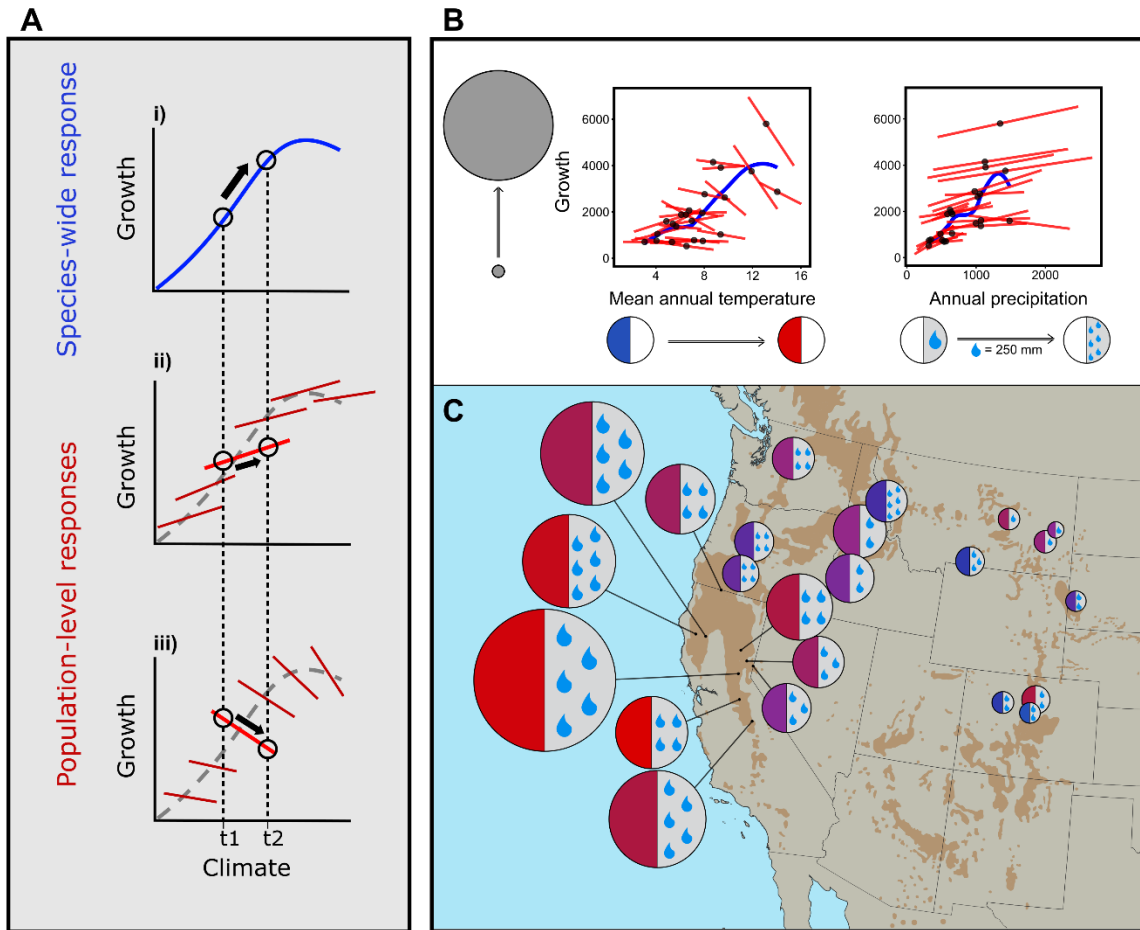 A
Species-wide response
Population-level responses
i)
Growth
ii)
Growth
iii)
Growth
t1 t2
Climate
B
Growth
6000
4000
2000
0
4 8 12 16
Mean annual temperature
6000
4000
2000
0
0 1000 2000
Annual precipitation
= 250 mm
C